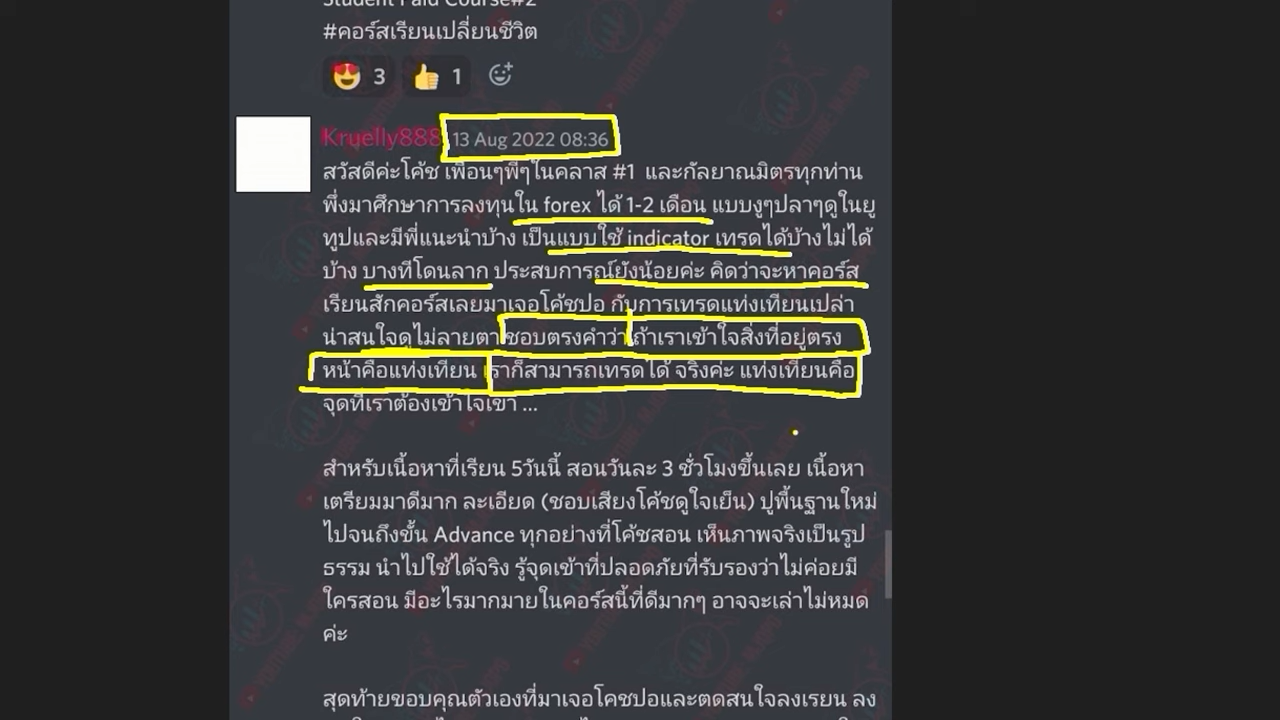 Student Paid Course#2
#คอร์สเรียนเปลี่ยนชีวิต
3 1
Kruelly888 13 Aug 2022 08:36
สวัสดีค่ะโค้ช เพื่อนๆพี่ๆในคลาส #1 และกัลยาณมิตรทุกท่าน
พึ่งมาศึกษาการลงทุนใน forex ได้ 1-2 เดือน แบบงูๆปลาๆดูในยู
ทูปและมีพี่แนะนำบ้าง เป็นแบบใช้ indicator เทรดได้บ้างไม่ได้
บ้าง บางทีโดนลาก ประสบการณ์ยังน้อยค่ะ คิดว่าจะหาคอร์ส
เรียนสักคอร์สเลยมาเจอโค้ชปอ กับการเทรดแท่งเทียนเปล่า
น่าสนใจดูไม่ลายตา ชอบตรงคำว่า ถ้าเราเข้าใจสิ่งที่อยู่ตรง
หน้าคือแท่งเทียน เราก็สามารถเทรดได้ จริงค่ะ แท่งเทียนคือ
จุดที่เราต้องเข้าใจเขา ...
สำหรับเนื้อหาที่เรียน 5วันนี้ สอนวันละ 3 ชั่วโมงขึ้นเลย เนื้อหา
เตรียมมาดีมาก ละเอียด (ชอบเสียงโค้ชดูใจเย็น) ปูพื้นฐานใหม่
ไปจนถึงขั้น Advance ทุกอย่างที่โค้ชสอน เห็นภาพจริงเป็นรูป
ธรรม นำไปใช้ได้จริง รู้จุดเข้าที่ปลอดภัยที่รับรองว่าไม่ค่อยมี
ใครสอน มีอะไรมากมายในคอร์สนี้ที่ดีมากๆ อาจจะเล่าไม่หมด
ค่ะ
สุดท้ายขอบคุณตัวเองที่มาเจอโค้ชปอและตัดสินใจลงเรียน ลง